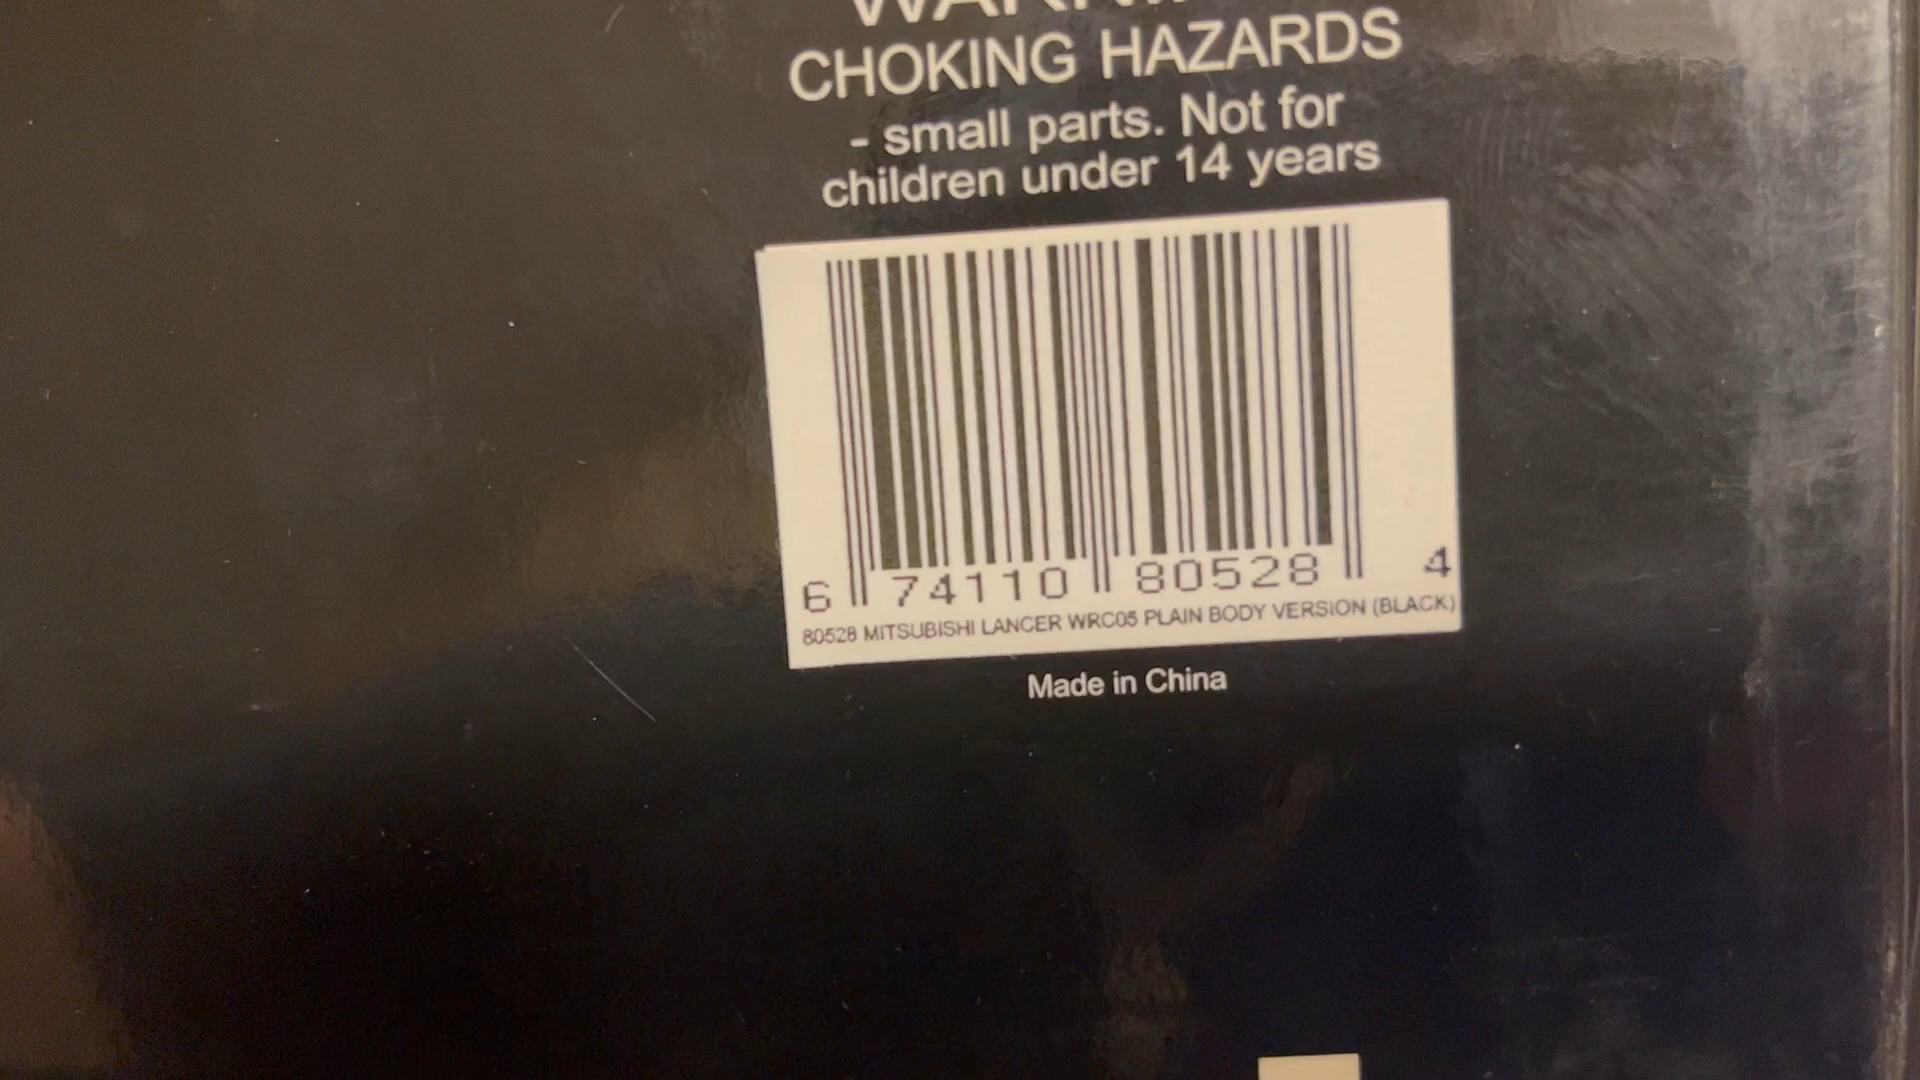 CHOKING HAZARDS
- small parts. Not for
children under 14 years
6 74110 80528 4
80528 MITSUBISHI LANCER WRC05 PLAIN BODY VERSION (BLACK)
Made in China